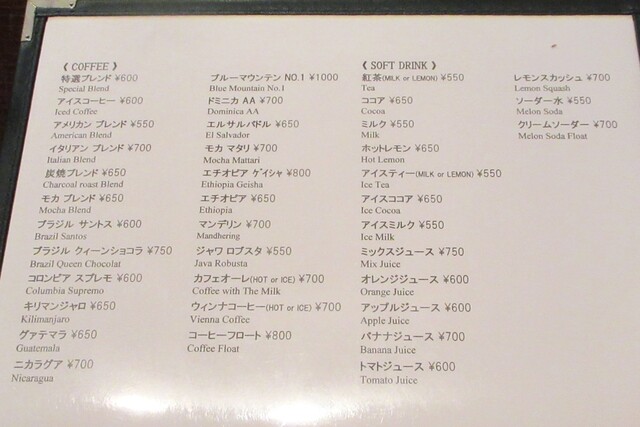 《 COFFEE 》
特選ブレンド ¥600
Special Blend
アイスコーヒー ¥600
Iced Coffee
アメリカン ブレンド ¥550
American Blend
イタリアン ブレンド ¥700
Italian Blend
炭焼ブレンド ¥650
Charcoal roast Blend
モカ ブレンド ¥650
Mocha Blend
ブラジル サントス ¥600
Brazil Santos
ブラジル クィーンショコラ ¥750
Brazil Queen Chocolat
コロンビア スプレモ ¥600
Columbia Supremo
キリマンジャロ ¥650
Kilimanjaro
グァテマラ ¥650
Guatemala
ニカラグア ¥700
Nicaragua
ブルーマウンテン NO.1 ¥1000
Blue Mountain No.1
ドミニカ AA ¥700
Dominica AA
エルサルバドル ¥650
El Salvador
モカ マタリ ¥700
Mocha Mattari
エチオピア ゲイシャ ¥800
Ethiopia Geisha
エチオピア ¥650
Ethiopia
マンデリン ¥700
Mandhering
ジャワ ロブスタ ¥550
Java Robusta
カフェオーレ(HOT or ICE) ¥700
Coffee with The Milk
ウィンナコーヒー(HOT or ICE) ¥700
Vienna Coffee
コーヒーフロート ¥800
Coffee Float
《 SOFT DRINK 》
紅茶(MILK or LEMON) ¥550
Tea
ココア ¥650
Cocoa
ミルク ¥550
Milk
ホットレモン ¥650
Hot Lemon
アイスティー(MILK or LEMON) ¥550
Ice Tea
アイスココア ¥650
Ice Cocoa
アイスミルク ¥550
Ice Milk
ミックスジュース ¥750
Mix Juice
オレンジジュース ¥600
Orange Juice
アップルジュース ¥600
Apple Juice
バナナジュース ¥700
Banana Juice
トマトジュース ¥600
Tomato Juice
レモンスカッシュ ¥700
Lemon Squash
ソーダー水 ¥550
Melon Soda
クリームソーダー ¥700
Melon Soda Float